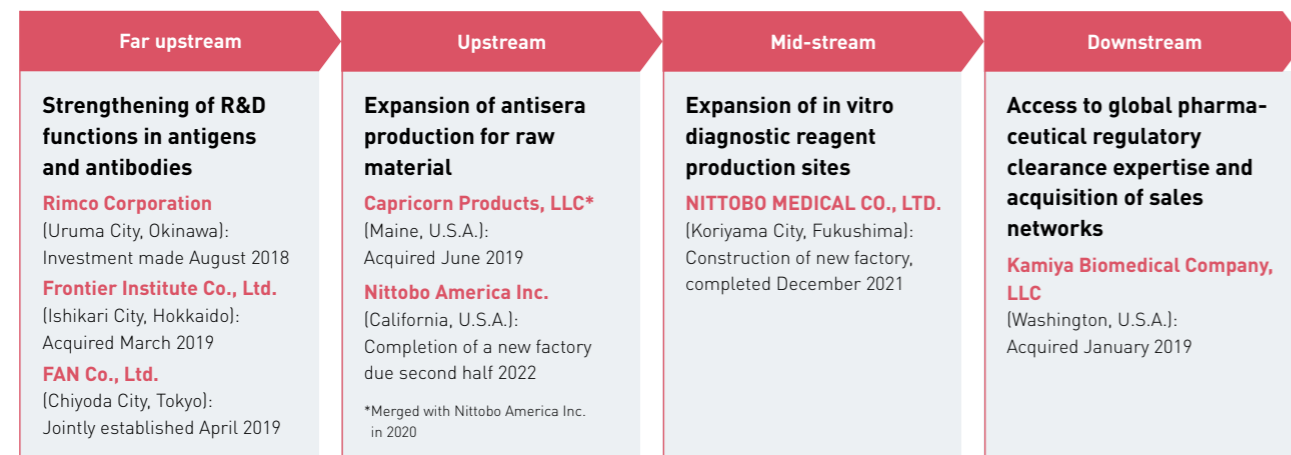 Far upstream
Strengthening of R&D
functions in antigens
and antibodies
Rimco Corporation
(Uruma City, Okinawa):
Investment made August 2018
Frontier Institute Co., Ltd.
(Ishikari City, Hokkaido):
Acquired March 2019
FAN Co., Ltd.
(Chiyoda City, Tokyo):
Jointly established April 2019
Upstream
Expansion of antisera
production for raw
material
Capricorn Products, LLC*
(Maine, U.S.A.):
Acquired June 2019
Nittobo America Inc.
(California, U.S.A.):
Completion of a new factory
due second half 2022
*Merged with Nittobo America Inc.
in 2020
Mid-stream
Expansion of in vitro
diagnostic reagent
production sites
NITTOBO MEDICAL CO., LTD.
(Koriyama City, Fukushima):
Construction of new factory,
completed December 2021
Downstream
Access to global pharma-
ceutical regulatory
clearance expertise and
acquisition of sales
networks
Kamiya Biomedical Company,
LLC
(Washington, U.S.A.):
Acquired January 2019